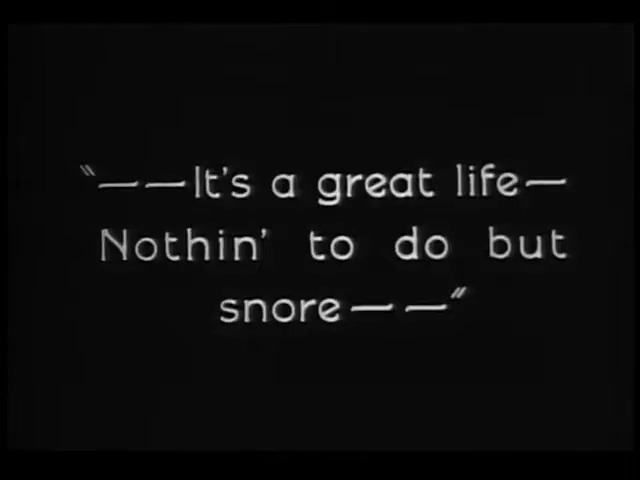 "——It's a great life—
Nothin' to do but
snore——"